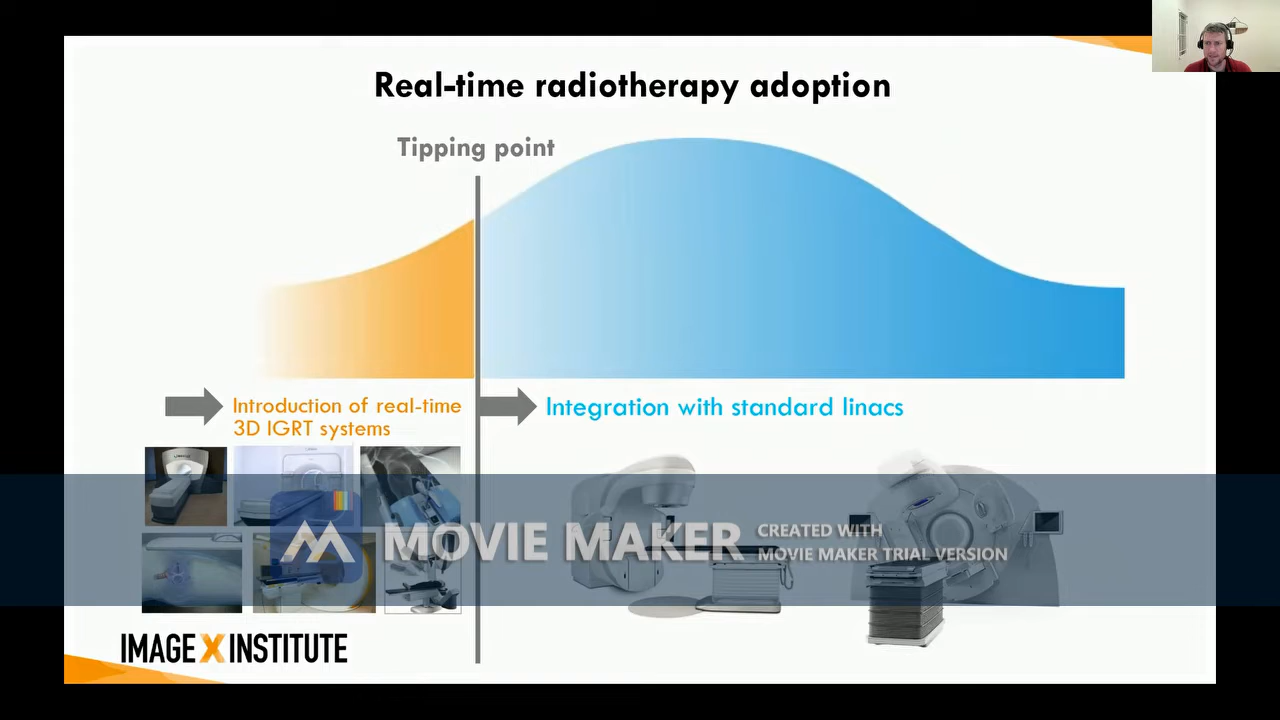 Real-time radiotherapy adoption
Tipping point
Introduction of real-time
3D IGRT systems
Integration with standard linacs
MOVIE MAKER
CREATED WITH
MOVIE MAKER TRIAL VERSION
IMAGE X INSTITUTE